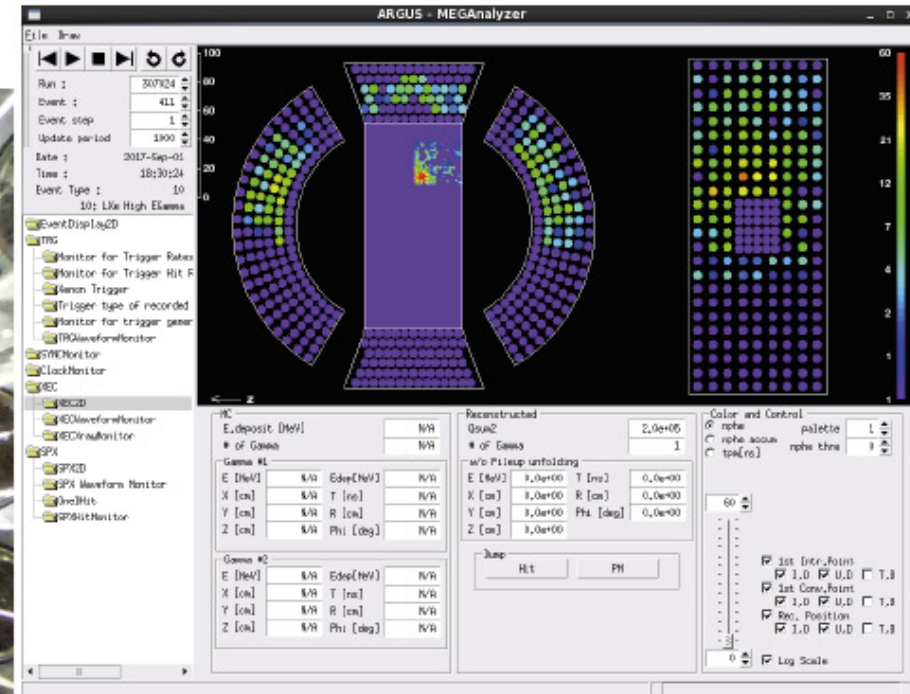 ARGUS - MEGAnalyzer
File Draw
Run :
Event : 411
Event step 1
Update period 1000
Date : 2017-Sep-01
Time : 18:30:24
Event Type : 10
10: LXe High EGamma
EventDisplay2D
TRG
Monitor for Trigger Rates
Monitor for Trigger Hit R
Xenon Trigger
Trigger type of recorded
Monitor for trigger gener
TRGWaveformMonitor
SYNCMonitor
ClockMonitor
XEC
XEC2D
XECWaveformMonitor
XECXrayMonitor
SPX
SPX2D
SPX Waveform Monitor
OneHit
SPXHitMonitor
100
80
60
40
20
0
z
60
35
21
12
7
4
2
1
1
MC
E.deposit [MeV] N/A
# of Gamma N/A
Gamma #1
E [MeV] N/A Edep[MeV] N/A
X [cm] N/A T [ns] N/A
Y [cm] N/A R [cm] N/A
Z [cm] N/A Phi [deg] N/A
Gamma #2
E [MeV] N/A Edep[MeV] N/A
X [cm] N/A T [ns] N/A
Y [cm] N/A R [cm] N/A
Z [cm] N/A Phi [deg] N/A
Reconstructed
Qsum2 2.0e+05
# of Gamma 1
w/o Pileup unfolding
E [MeV] 0.0e+00 T [ns] 0.0e+00
X [cm] 0.0e+00 R [cm] 0.0e+00
Y [cm] 0.0e+00 Phi [deg] 0.0e+00
Z [cm] 0.0e+00
Jump
Hit PM
Color and Control
nphe palette 1
nphe accum nphe thre 0
tpm[ns]
60
1st Intr.Point
I,O U,D T,B
1st Conv.Point
I,O U,D T,B
Rec. Position
I,O U,D T,B
0 Log Scale